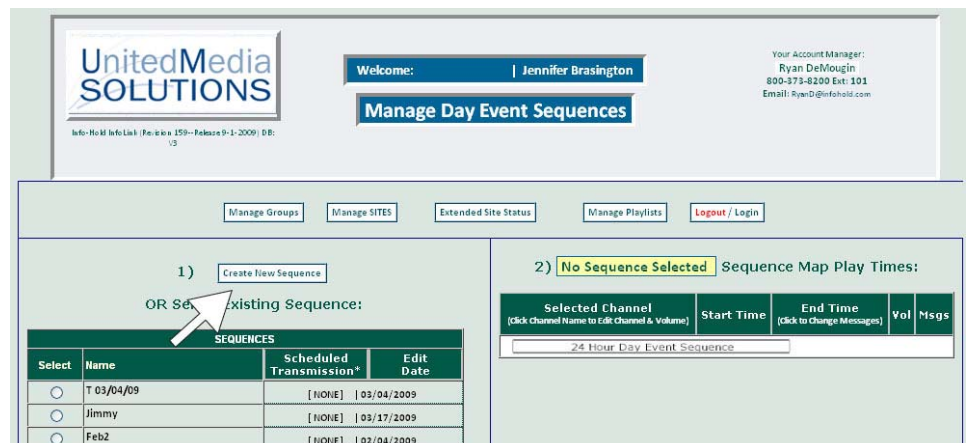 UnitedMedia
SOLUTIONS
Info-Hold InfoLink |Revision 159--Release 9-1-2009| DB:
V3
Welcome: | Jennifer Brasington
Manage Day Event Sequences
Your Account Manager:
Ryan DeMougin
800-373-8200 Ext: 101
Email: RyanD@infohold.com
Manage Groups Manage SITES Extended Site Status Manage Playlists Logout / Login
1) Create New Sequence
OR Existing Sequence:
SEQUENCES
Select Name Scheduled Transmission* Edit Date
T 03/04/09 [ NONE] | 03/04/2009
Jimmy [ NONE] | 03/17/2009
Feb2 [ NONE] | 02/04/2009
2) No Sequence Selected Sequence Map Play Times:
Selected Channel Start Time End Time Vol Msgs
(Click Channel Name to Edit Channel & Volume) (Click to Change Messages)
24 Hour Day Event Sequence